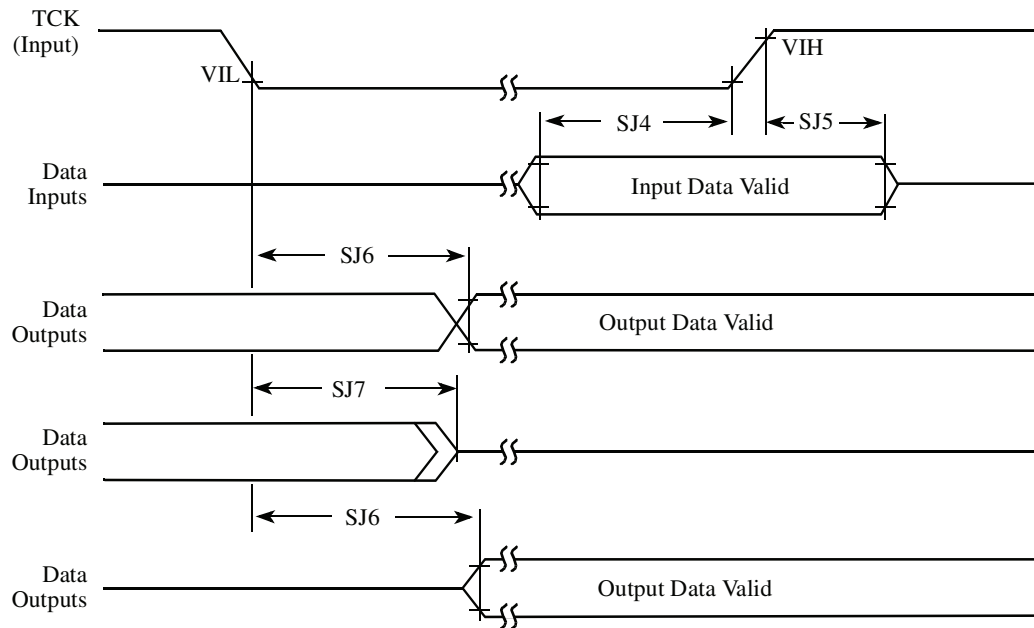 TCK
(Input)
VIL
VIH
SJ4
SJ5
Data
Inputs
Input Data Valid
SJ6
Data
Outputs
Output Data Valid
SJ7
Data
Outputs
SJ6
Data
Outputs
Output Data Valid